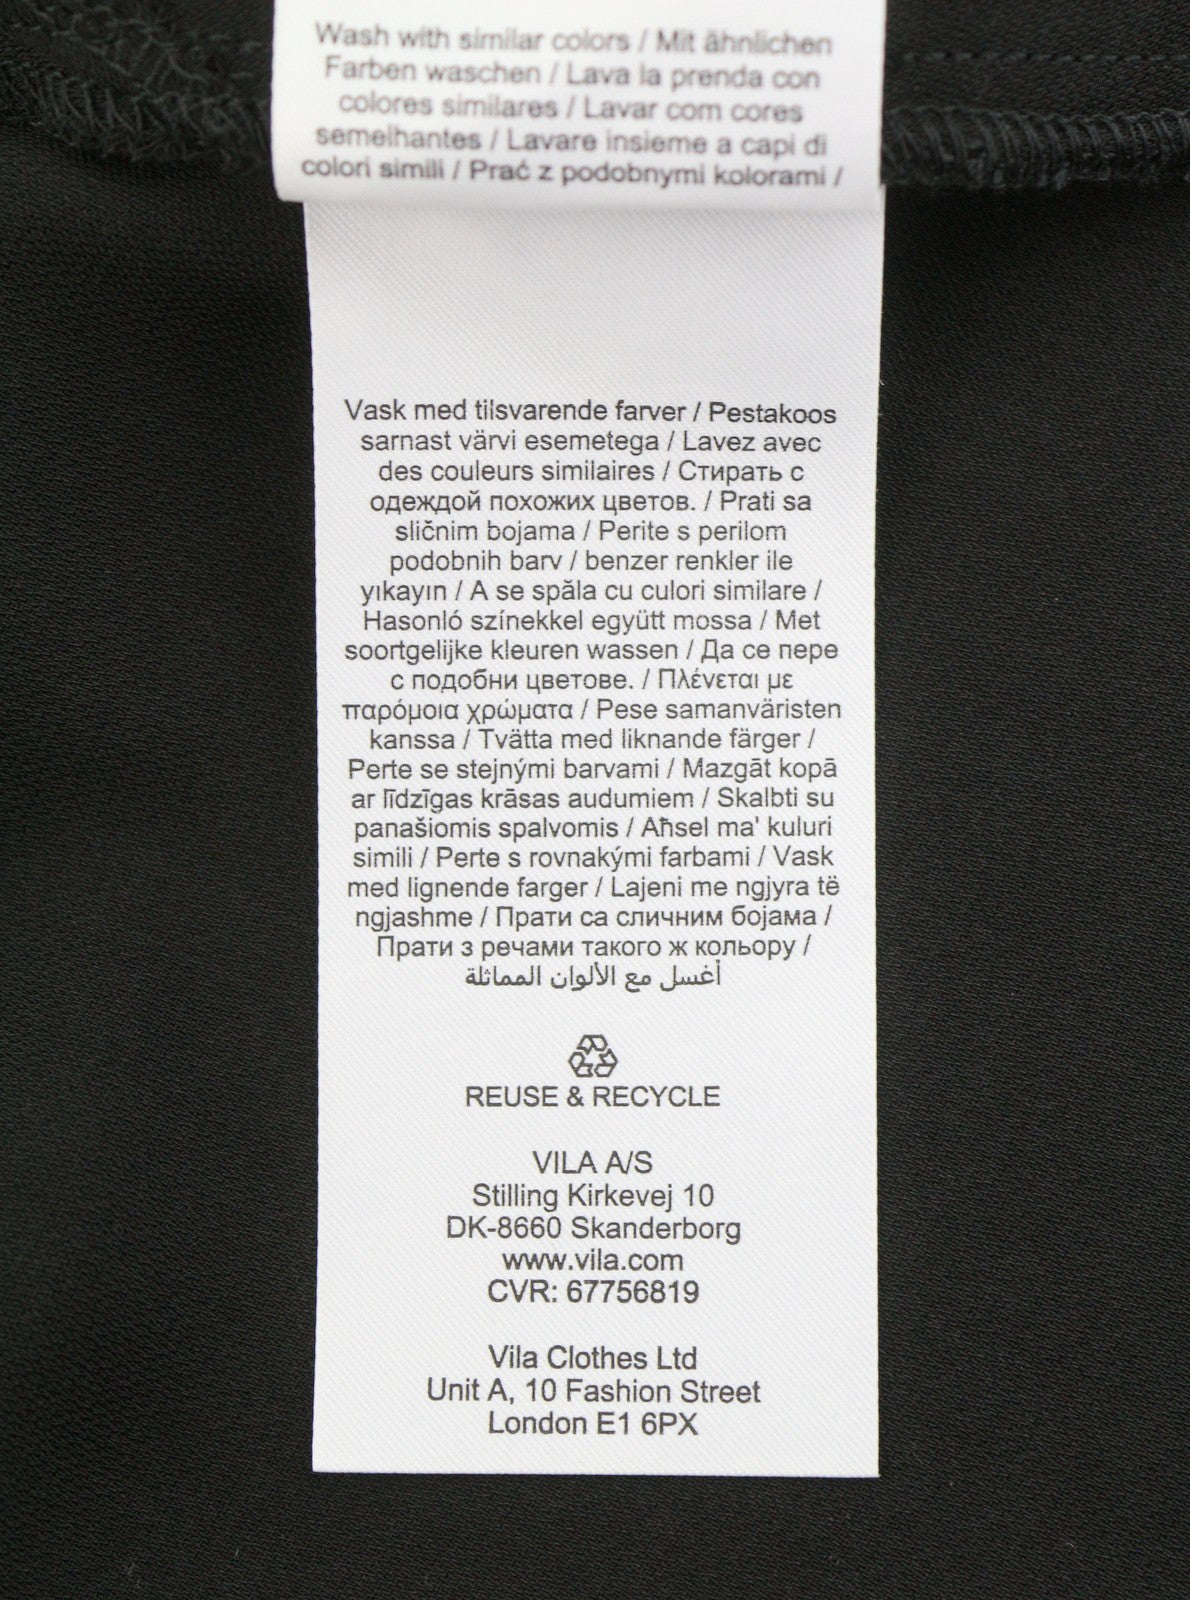 Wash with similar colors / Mit ähnlichen
Farben waschen / Lava la prenda con
colores similares / Lavar com cores
semelhantes / Lavare insieme a capi di
colori simili / Prać z podobnymi kolorami /
Vask med tilsvarende farver / Pestakoos
sarnast värvi esemetega / Lavez avec
des couleurs similaires / Стирать с
одеждой похожих цветов. / Prati sa
sličnim bojama / Perite s perilom
podobnih barv / benzer renkler ile
yıkayın / A se spăla cu culori similare /
Hasonló színekkel együtt mossa / Met
soortgelijke kleuren wassen / Да се пере
с подобни цветове. / Πλένεται με
παρόμοια χρώματα / Pese samanväristen
kanssa / Tvätta med liknande färger /
Perte se stejnými barvami / Mazgāt kopā
ar līdzīgas krāsas audumiem / Skalbti su
panašiomis spalvomis / Aħsel ma' kuluri
simili / Perte s rovnakými farbami / Vask
med lignende farger / Lajeni me ngjyra të
ngjashme / Прати са сличним бојама /
Прати з речами такого ж кольору /
أغسل مع الألوان المماثلة
REUSE & RECYCLE
VILA A/S
Stilling Kirkevej 10
DK-8660 Skanderborg
www.vila.com
CVR: 67756819
Vila Clothes Ltd
Unit A, 10 Fashion Street
London E1 6PX